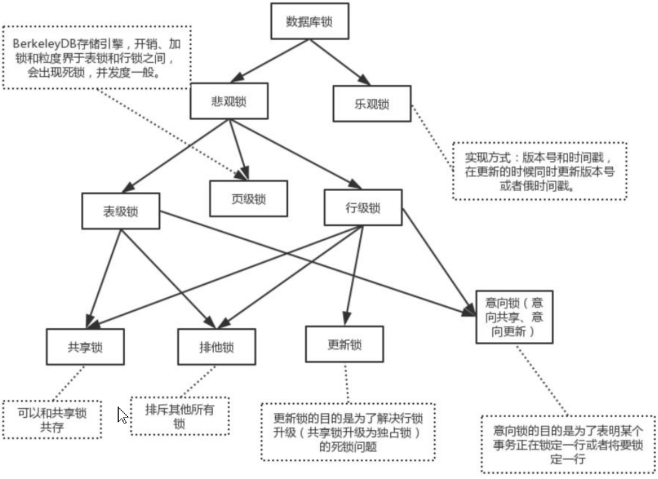 数据库锁
BerkeleyDB存储引擎，开销、加
锁和粒度界于表锁和行锁之间，
会出现死锁，并发度一般。
悲观锁
乐观锁
实现方式：版本号和时间戳，
在更新的时候同时更新版本号
或者俄时间戳。
表级锁
页级锁
行级锁
意向锁（意
向共享、意
向更新）
共享锁
排他锁
更新锁
可以和共享锁
共存
排斥其他所有
锁
更新锁的目的是为了解决行锁
升级（共享锁升级为独占锁）
的死锁问题
意向锁的目的是为了表明某个
事务正在锁定一行或者将要锁
定一行